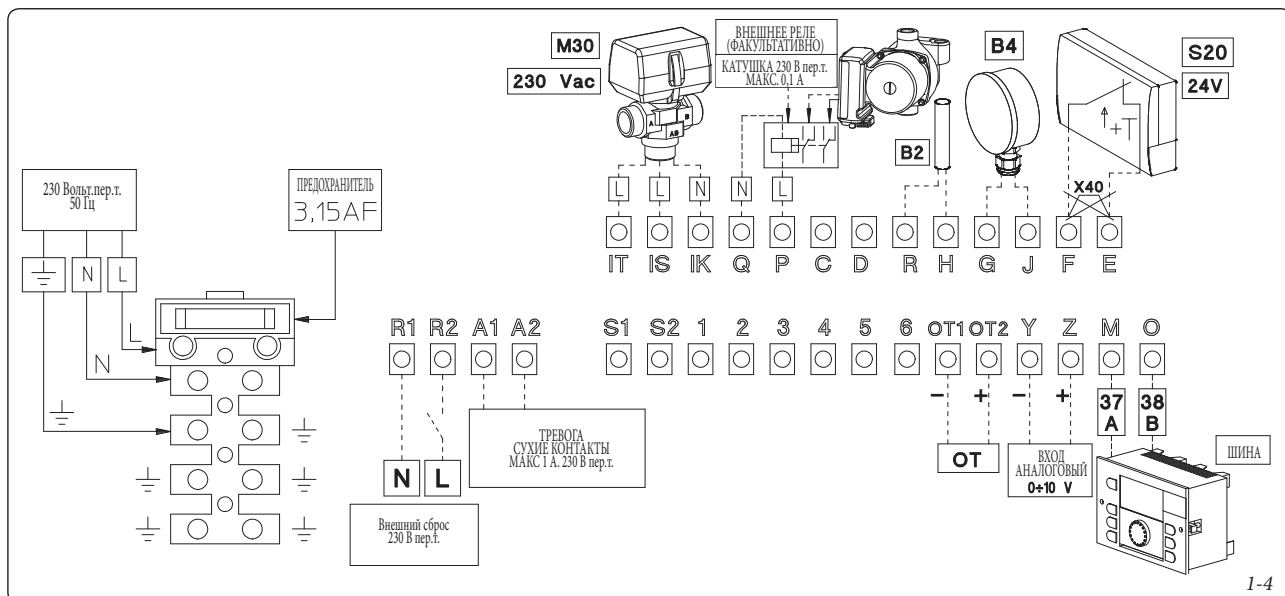 M30
230 Vac
ВНЕШНЕЕ РЕЛЕ
(ФАКУЛЬТАТИВНО)
КАТУШКА 230 В пер.т.
МАКС. 0,1 А
B4
S20
24V
+T
A
B
AB
B2
X40
230 Вольт.пер.т.
50 Гц
ПРЕДОХРАНИТЕЛЬ
3,15AF
L L N N L
IT IS IK Q P C D R H G J F E
N L
L
N
R1 R2 A1 A2 S1 S2 1 2 3 4 5 6 OT1 OT2 Y Z M O
− + − +
37
A
38
B
OT
ВХОД
АНАЛОГОВЫЙ
0÷10 V
ШИНА
ТРЕВОГА
СУХИЕ КОНТАКТЫ
МАКС 1 А. 230 В пер.т.
N L
Внешний сброс
230 В пер.т.
1-4